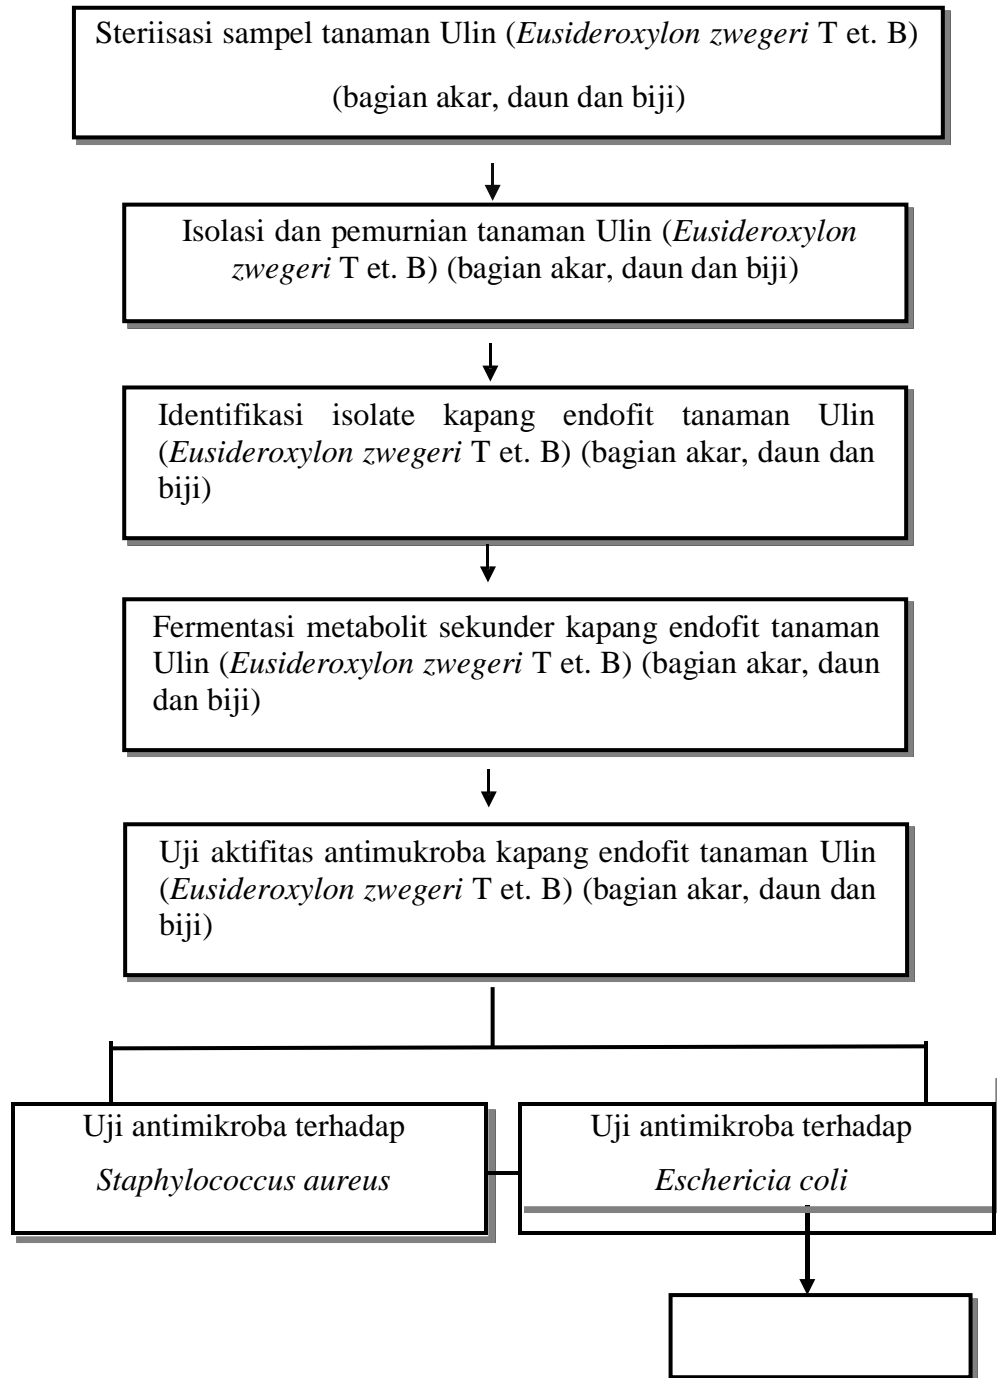 Steriisasi sampel tanaman Ulin (Eusideroxylon zwegeri T et. B)
(bagian akar, daun dan biji)
Isolasi dan pemurnian tanaman Ulin (Eusideroxylon
zwegeri T et. B) (bagian akar, daun dan biji)
Identifikasi isolate kapang endofit tanaman Ulin
(Eusideroxylon zwegeri T et. B) (bagian akar, daun dan
biji)
Fermentasi metabolit sekunder kapang endofit tanaman
Ulin (Eusideroxylon zwegeri T et. B) (bagian akar, daun
dan biji)
Uji aktifitas antimukroba kapang endofit tanaman Ulin
(Eusideroxylon zwegeri T et. B) (bagian akar, daun dan
biji)
Uji antimikroba terhadap
Staphylococcus aureus
Uji antimikroba terhadap
Eschericia coli